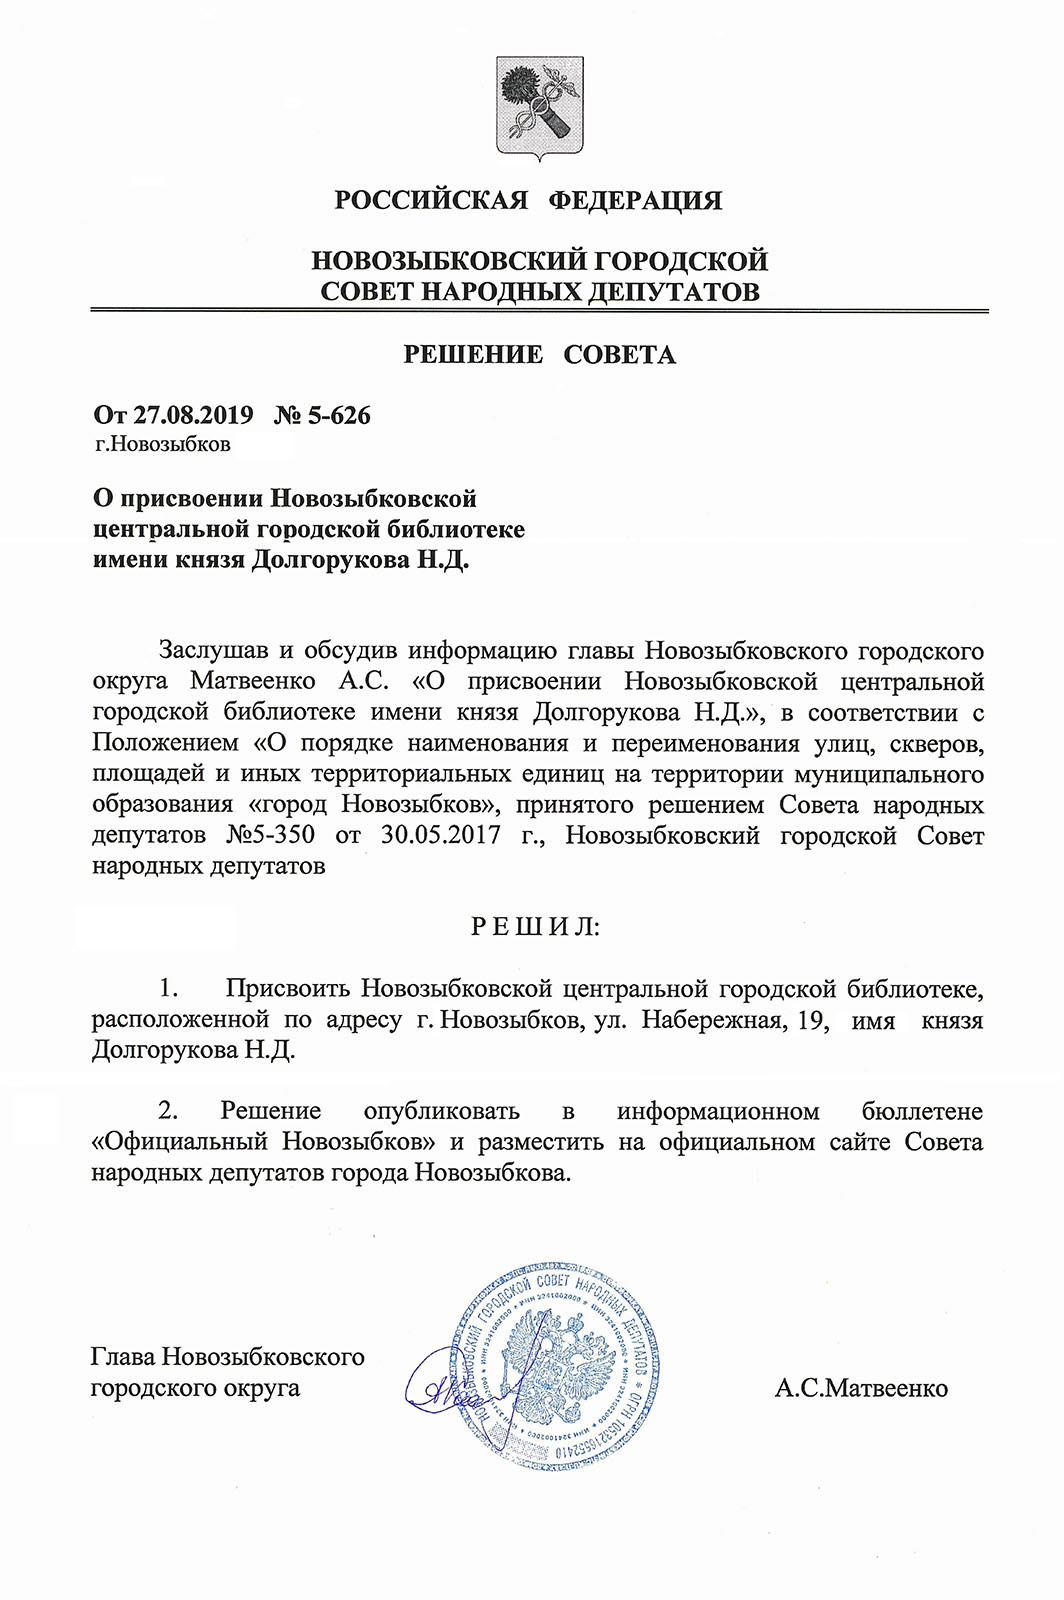 РОССИЙСКАЯ ФЕДЕРАЦИЯ
НОВОЗЫБКОВСКИЙ ГОРОДСКОЙ
СОВЕТ НАРОДНЫХ ДЕПУТАТОВ
РЕШЕНИЕ СОВЕТА
От 27.08.2019 № 5-626
г.Новозыбков
О присвоении Новозыбковской
центральной городской библиотеке
имени князя Долгорукова Н.Д.
Заслушав и обсудив информацию главы Новозыбковского городского
округа Матвеенко А.С. «О присвоении Новозыбковской центральной
городской библиотеке имени князя Долгорукова Н.Д.», в соответствии с
Положением «О порядке наименования и переименования улиц, скверов,
площадей и иных территориальных единиц на территории муниципального
образования «город Новозыбков», принятого решением Совета народных
депутатов №5-350 от 30.05.2017 г., Новозыбковский городской Совет
народных депутатов
Р Е Ш И Л:
1. Присвоить Новозыбковской центральной городской библиотеке,
расположенной по адресу г. Новозыбков, ул. Набережная, 19, имя князя
Долгорукова Н.Д.
2. Решение опубликовать в информационном бюллетене
«Официальный Новозыбков» и разместить на официальном сайте Совета
народных депутатов города Новозыбкова.
Глава Новозыбковского
городского округа
А.С.Матвеенко
НОВОЗЫБКОВСКИЙ ГОРОДСКОЙ СОВЕТ НАРОДНЫХ ДЕПУТАТОВ * ОГРН 1053216552410
ИНН 3241002000 * ИНН 3241002000 * ИНН 3241002000